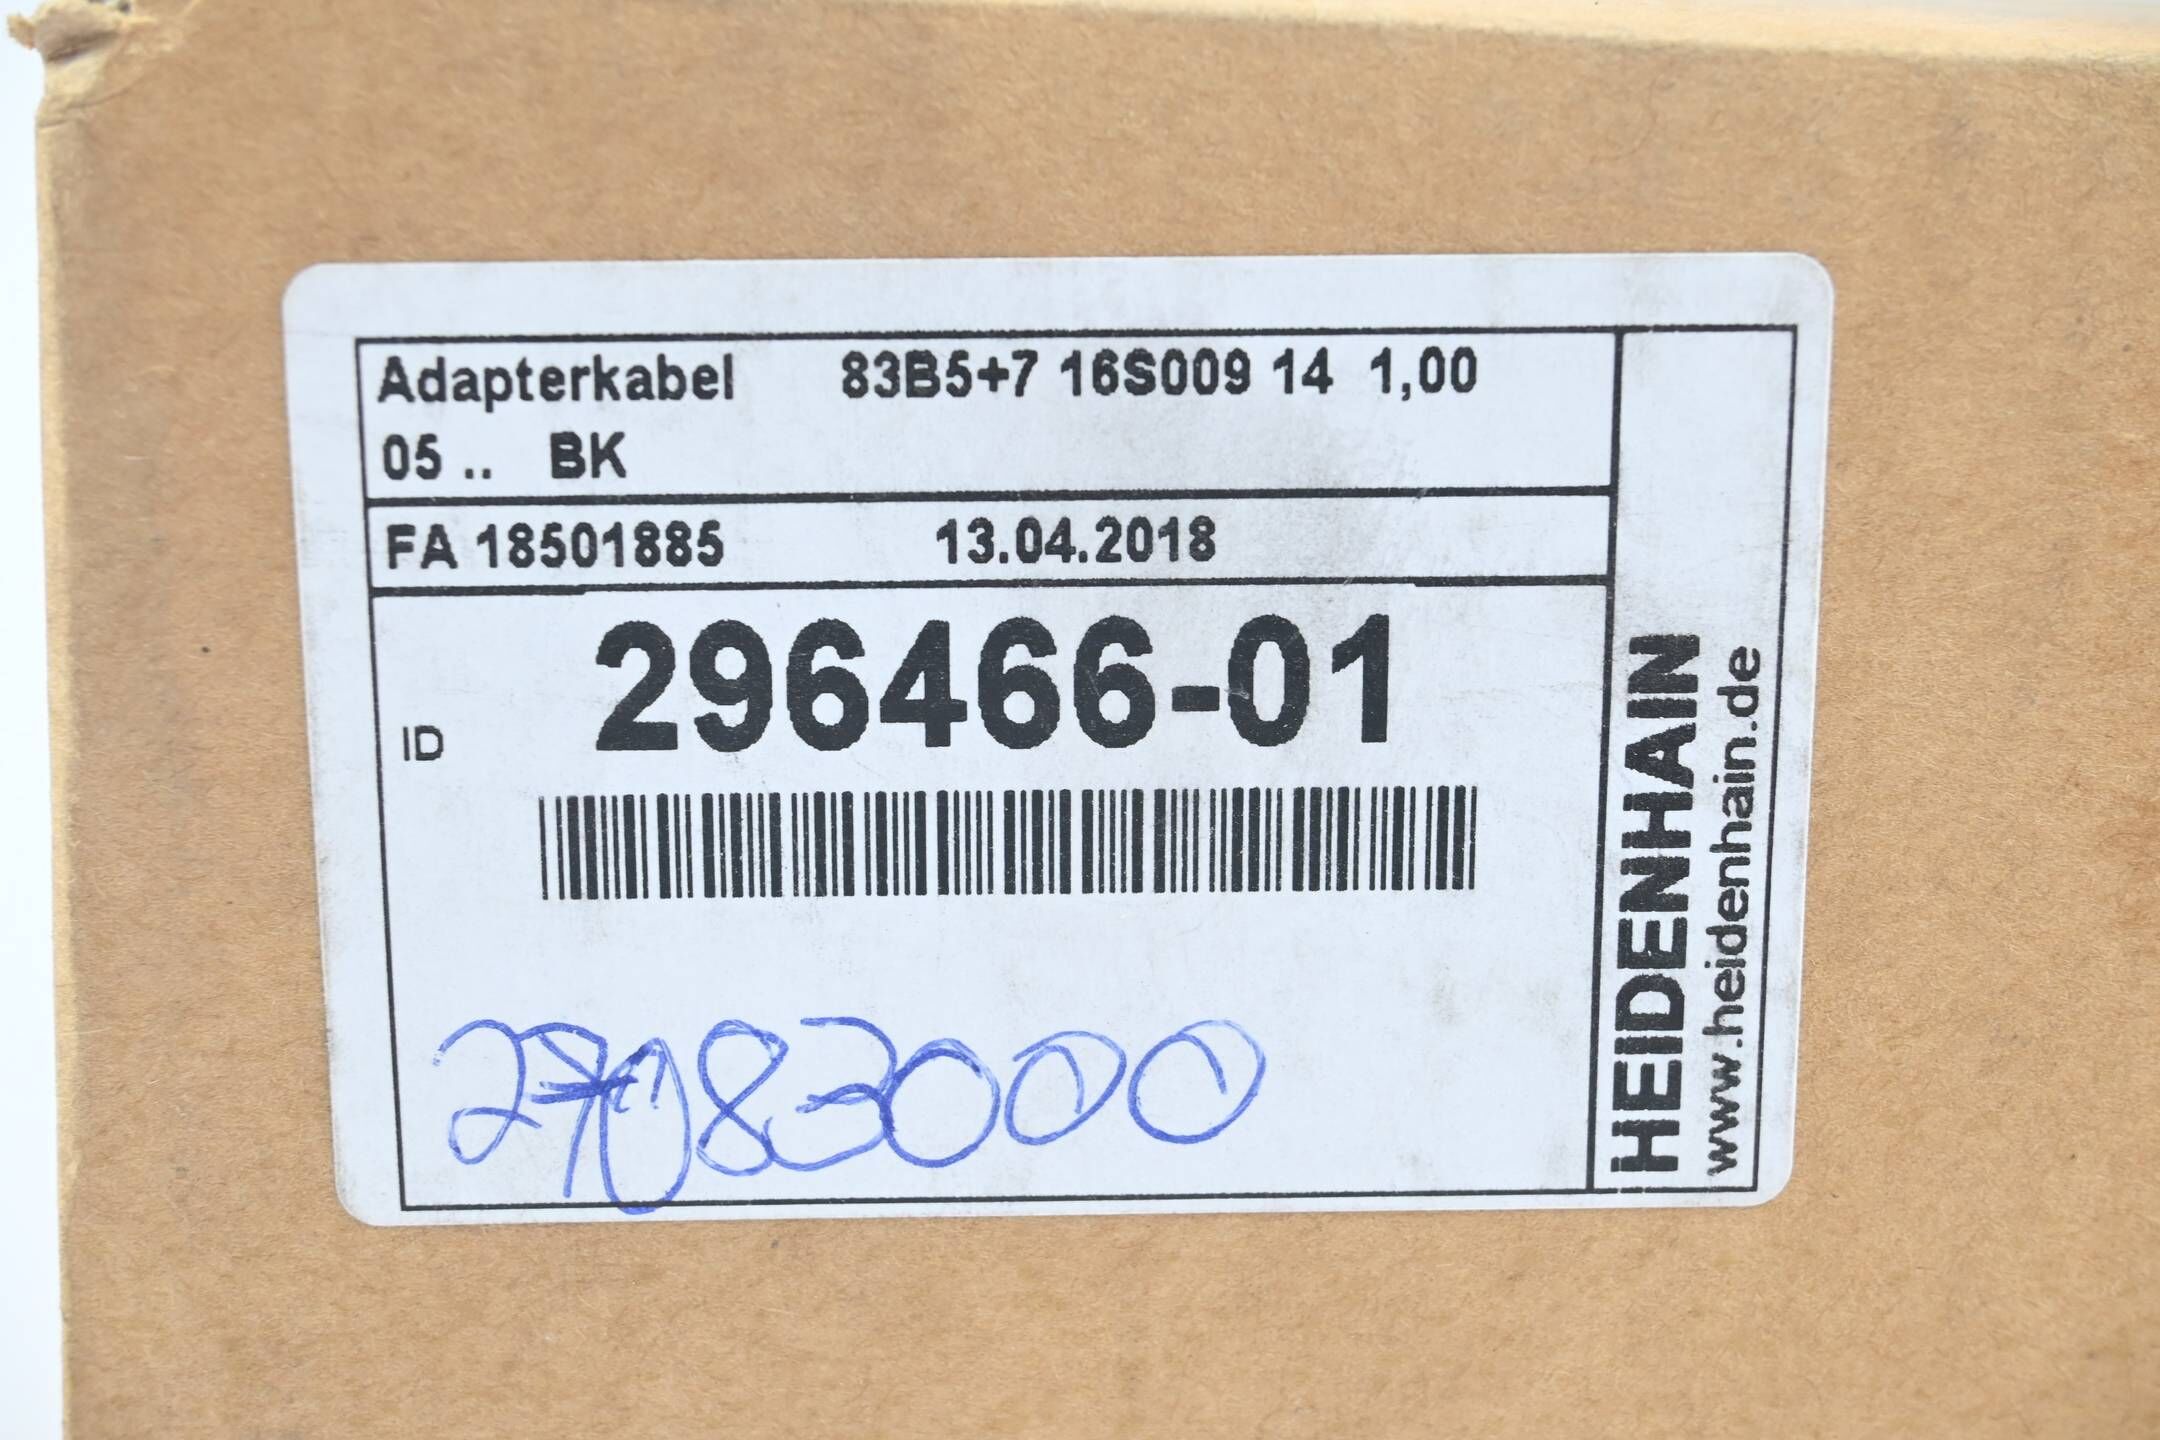 Adapterkabel 83B5+7 16S009 14 1,00
05 .. BK
FA 18501885 13.04.2018
ID 296466-01
27083000
HEIDENHAIN
www.heidenhain.de